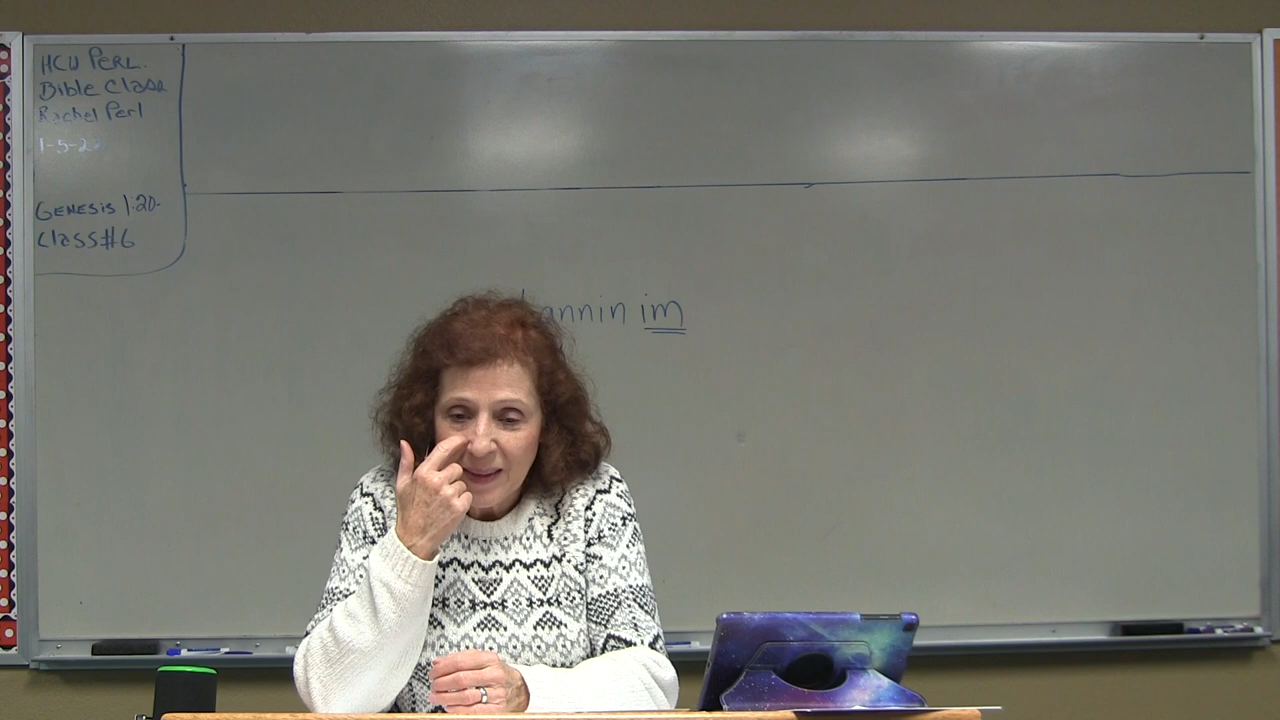 HCU PERL.
Bible Class
Rachel Perl
1-5-2
GENESIS 1:20-
Class#6
annin im